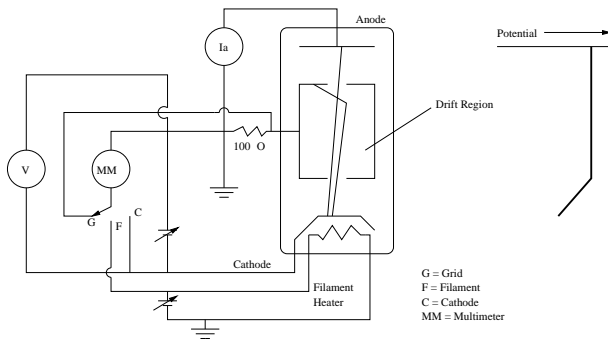 Anode
Potential
Ia
Drift Region
100 O
V
MM
C
G
F
Cathode
Filament
Heater
G = Grid
F = Filament
C = Cathode
MM = Multimeter